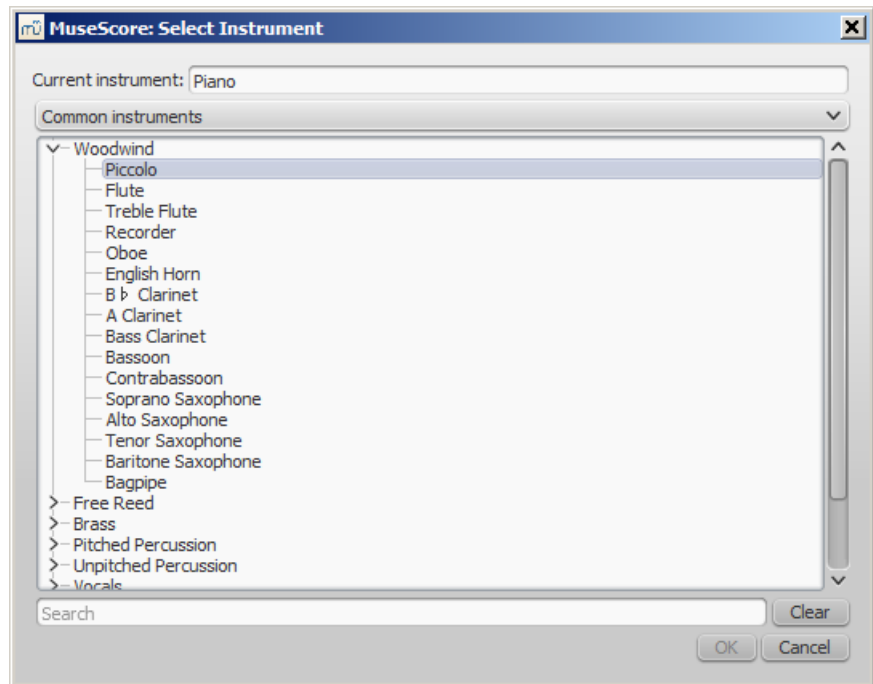 mü MuseScore: Select Instrument
Current instrument: Piano
Common instruments
Woodwind
Piccolo
Flute
Treble Flute
Recorder
Oboe
English Horn
B♭ Clarinet
A Clarinet
Bass Clarinet
Bassoon
Contrabassoon
Soprano Saxophone
Alto Saxophone
Tenor Saxophone
Baritone Saxophone
Bagpipe
Free Reed
Brass
Pitched Percussion
Unpitched Percussion
Vocals
Search Clear
OK Cancel